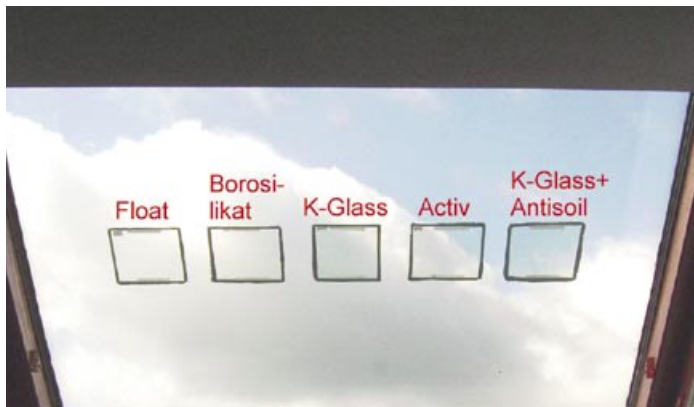 Float
Borosi-
likat
K-Glass
Activ
K-Glass+
Antisoil